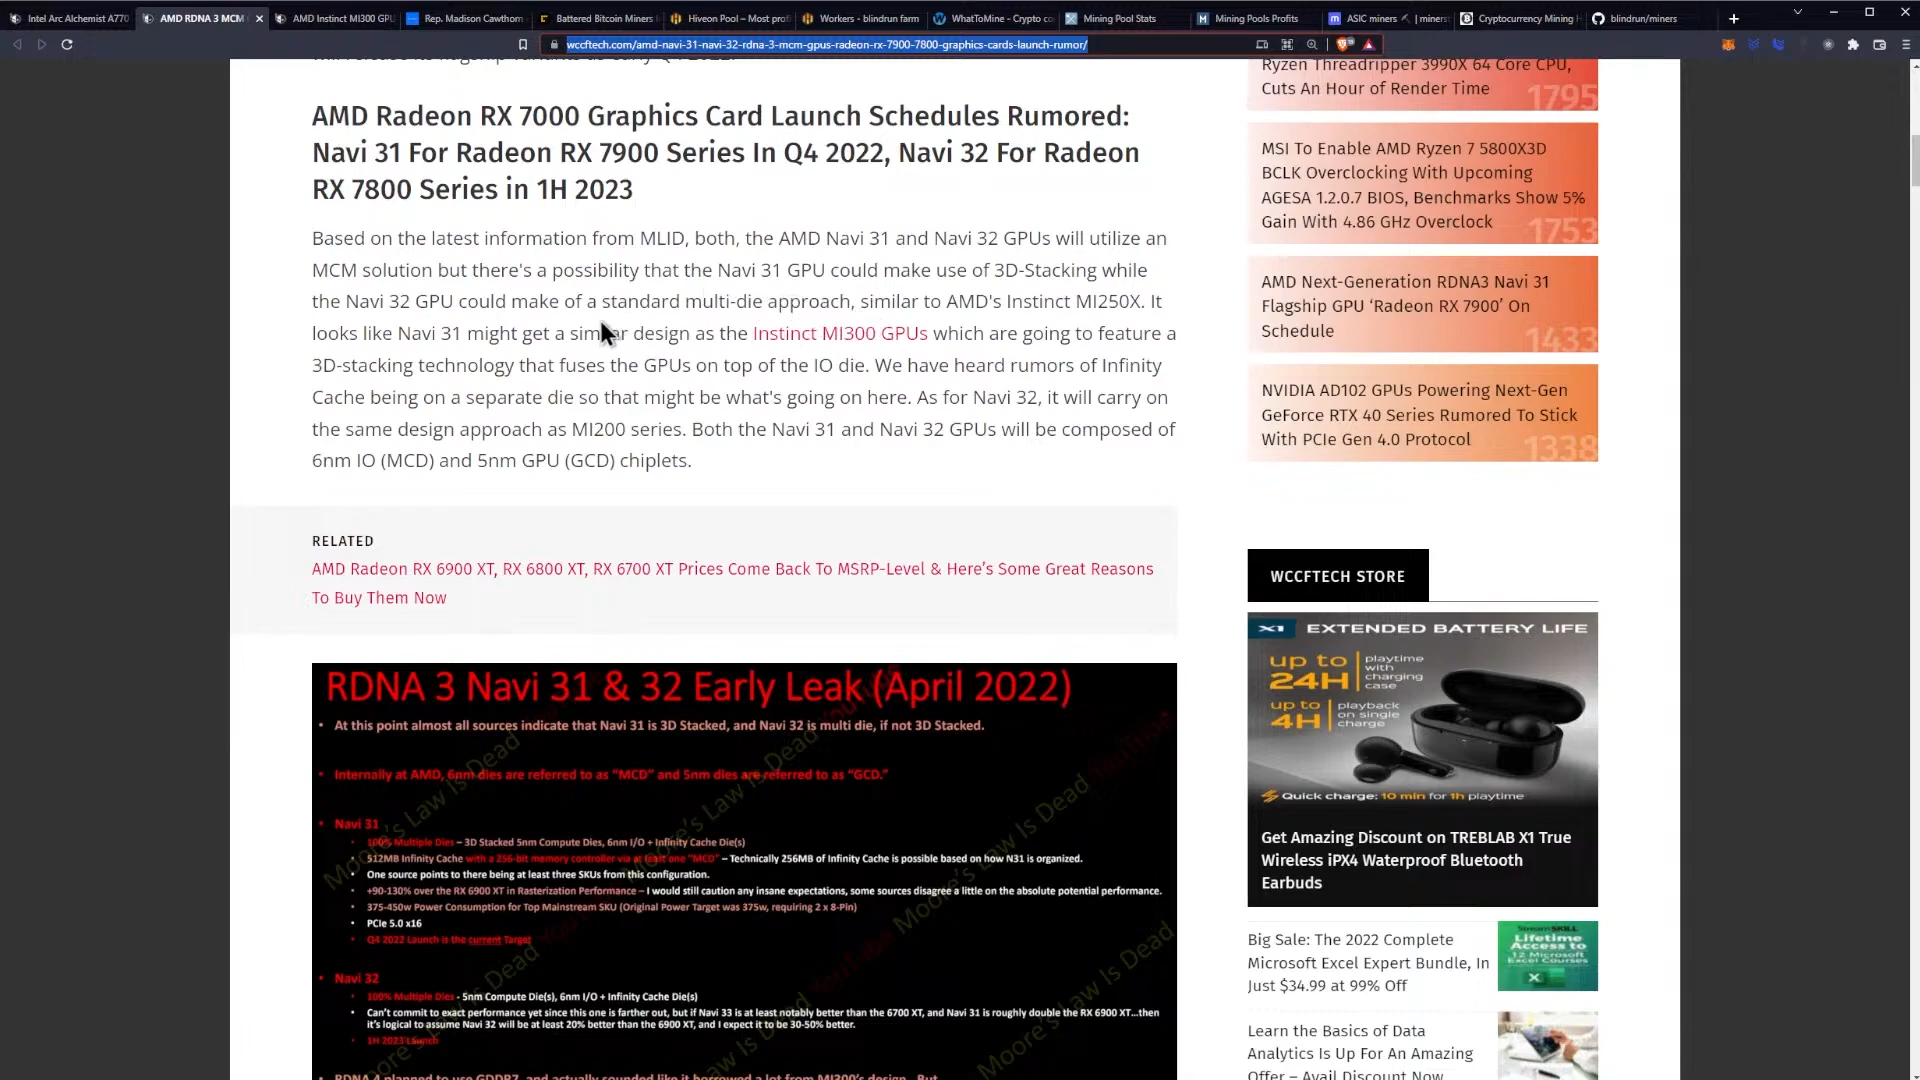 Intel Arc Alchemist A770
AMD RDNA 3 MCM
AMD Instinct MI300 GPU
Rep. Madison Cawthorn
Battered Bitcoin Miners
Hiveon Pool – Most prof
Workers - blindrun farm
WhatToMine - Crypto co
Mining Pool Stats
Mining Pools Profits
ASIC miners
Cryptocurrency Mining
blindrun/miners
wccftech.com/amd-navi-31-navi-32-rdna-3-mcm-gpus-radeon-rx-7900-7800-graphics-cards-launch-rumor/
AMD Radeon RX 7000 Graphics Card Launch Schedules Rumored:
Navi 31 For Radeon RX 7900 Series In Q4 2022, Navi 32 For Radeon
RX 7800 Series in 1H 2023
Based on the latest information from MLID, both, the AMD Navi 31 and Navi 32 GPUs will utilize an
MCM solution but there's a possibility that the Navi 31 GPU could make use of 3D-Stacking while
the Navi 32 GPU could make of a standard multi-die approach, similar to AMD's Instinct MI250X. It
looks like Navi 31 might get a similar design as the Instinct MI300 GPUs which are going to feature a
3D-stacking technology that fuses the GPUs on top of the IO die. We have heard rumors of Infinity
Cache being on a separate die so that might be what's going on here. As for Navi 32, it will carry on
the same design approach as MI200 series. Both the Navi 31 and Navi 32 GPUs will be composed of
6nm IO (MCD) and 5nm GPU (GCD) chiplets.
RELATED
AMD Radeon RX 6900 XT, RX 6800 XT, RX 6700 XT Prices Come Back To MSRP-Level & Here's Some Great Reasons
To Buy Them Now
RDNA 3 Navi 31 & 32 Early Leak (April 2022)
• At this point almost all sources indicate that Navi 31 is 3D Stacked, and Navi 32 is multi die, if not 3D Stacked.
• Internally at AMD, 6nm dies are referred to as "MCD" and 5nm dies are referred to as "GCD."
• Navi 31
• 100% Multiple Dies – 3D Stacked 5nm Compute Dies, 6nm I/O + Infinity Cache Die(s)
• 512MB Infinity Cache with a 256-bit memory controller via at least one "MCD" – Technically 256MB of Infinity Cache is possible based on how N31 is organized.
• One source points to there being at least three SKUs from this configuration.
• +90-130% over the RX 6900 XT in Rasterization Performance – I would still caution any insane expectations, some sources disagree a little on the absolute potential performance.
• 375-450w Power Consumption for Top Mainstream SKU (Original Power Target was 375w, requiring 2 x 8-Pin)
• PCIe 5.0 x16
• Q4 2022 Launch is the current Target
• Navi 32
• 100% Multiple Dies - 5nm Compute Die(s), 6nm I/O + Infinity Cache Die(s)
• Can't commit to exact performance yet since this one is farther out, but if Navi 33 is at least notably better than the 6700 XT, and Navi 31 is roughly double the RX 6900 XT...then
it's logical to assume Navi 32 will be at least 20% better than the 6900 XT, and I expect it to be 30-50% better.
• 1H 2023 Launch
• RDNA 4 planned to use GDDR7, and actually sounded like it borrowed a lot from MI300's design. But
Moore's Law Is Dead YouTube
Moore's Law Is Dead YouTube
Moore's Law Is Dead YouTube
Moore's Law Is Dead
Moore's Law Is Dead
Ryzen Threadripper 3990X 64 Core CPU,
Cuts An Hour of Render Time
1795
MSI To Enable AMD Ryzen 7 5800X3D
BCLK Overclocking With Upcoming
AGESA 1.2.0.7 BIOS, Benchmarks Show 5%
Gain With 4.86 GHz Overclock
1753
AMD Next-Generation RDNA3 Navi 31
Flagship GPU ‘Radeon RX 7900’ On
Schedule
1433
NVIDIA AD102 GPUs Powering Next-Gen
GeForce RTX 40 Series Rumored To Stick
With PCIe Gen 4.0 Protocol
1338
WCCFTECH STORE
X1 EXTENDED BATTERY LIFE
up to 24H playtime with charging case
up to 4H playback on single charge
Quick charge: 10 min for 1h playtime
Get Amazing Discount on TREBLAB X1 True
Wireless iPX4 Waterproof Bluetooth
Earbuds
Big Sale: The 2022 Complete
Microsoft Excel Expert Bundle, In
Just $34.99 at 99% Off
StreamSKILL
Lifetime
Access to
12 Microsoft
Excel Courses
Learn the Basics of Data
Analytics Is Up For An Amazing
Offer – Avail Discount Now